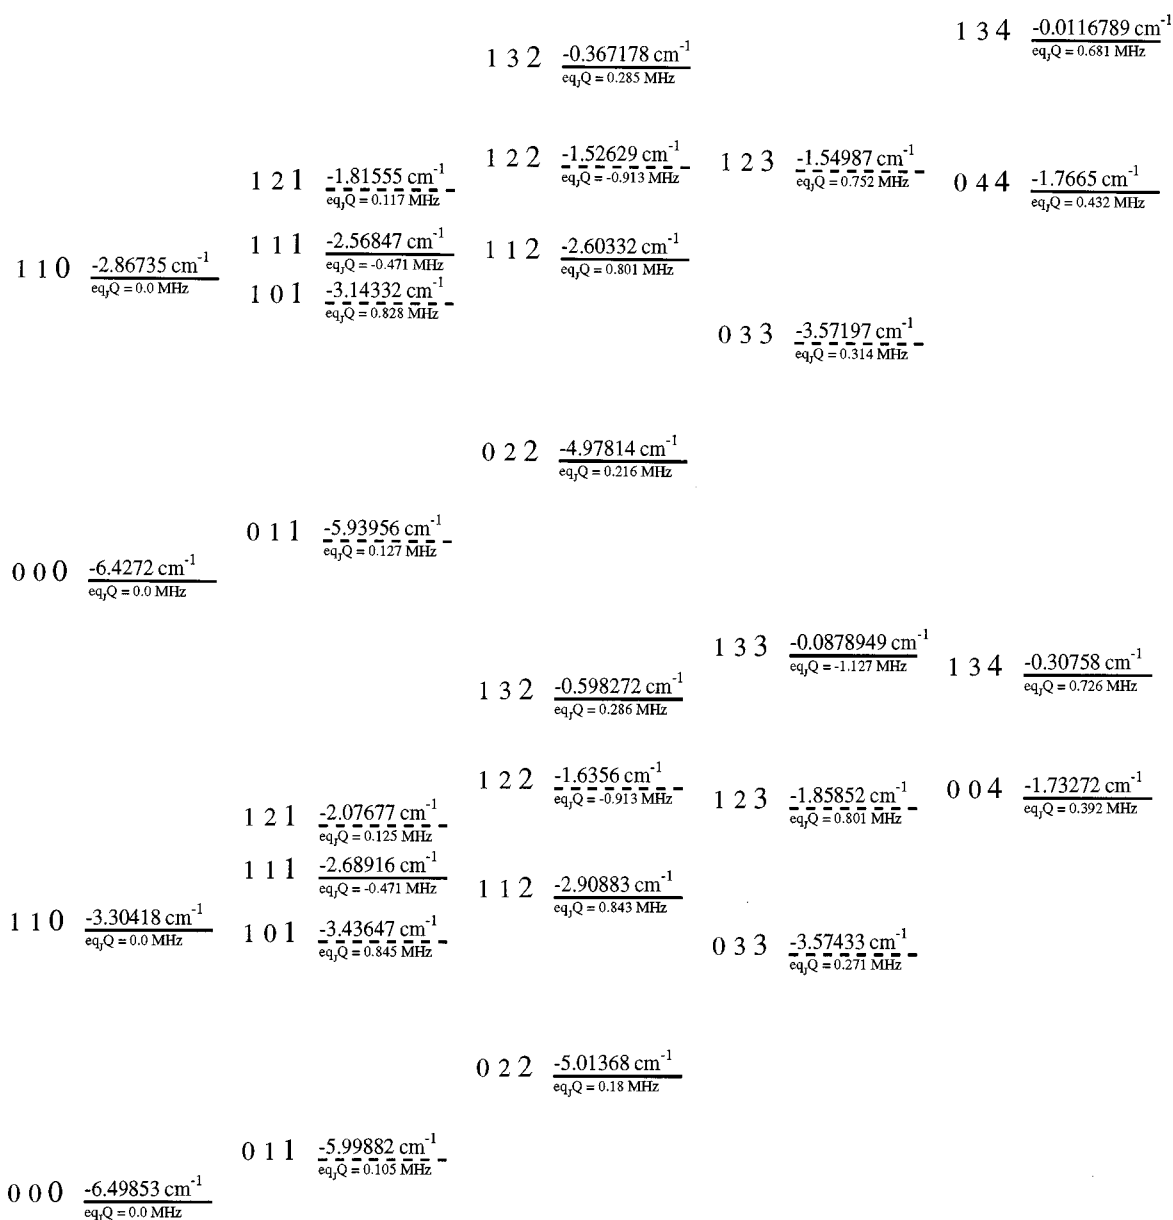 1 3 4 -0.0116789 cm-1
eqJQ = 0.681 MHz
1 3 2 -0.367178 cm-1
eqJQ = 0.285 MHz
1 2 2 -1.52629 cm-1
eqJQ = -0.913 MHz
1 2 3 -1.54987 cm-1
eqJQ = 0.752 MHz
1 2 1 -1.81555 cm-1
eqJQ = 0.117 MHz
0 4 4 -1.7665 cm-1
eqJQ = 0.432 MHz
1 1 1 -2.56847 cm-1
eqJQ = -0.471 MHz
1 1 2 -2.60332 cm-1
eqJQ = 0.801 MHz
1 1 0 -2.86735 cm-1
eqJQ = 0.0 MHz
1 0 1 -3.14332 cm-1
eqJQ = 0.828 MHz
0 3 3 -3.57197 cm-1
eqJQ = 0.314 MHz
0 2 2 -4.97814 cm-1
eqJQ = 0.216 MHz
0 1 1 -5.93956 cm-1
eqJQ = 0.127 MHz
0 0 0 -6.4272 cm-1
eqJQ = 0.0 MHz
1 3 3 -0.0878949 cm-1
eqJQ = -1.127 MHz
1 3 4 -0.30758 cm-1
eqJQ = 0.726 MHz
1 3 2 -0.598272 cm-1
eqJQ = 0.286 MHz
1 2 2 -1.6356 cm-1
eqJQ = -0.913 MHz
1 2 3 -1.85852 cm-1
eqJQ = 0.801 MHz
0 0 4 -1.73272 cm-1
eqJQ = 0.392 MHz
1 2 1 -2.07677 cm-1
eqJQ = 0.125 MHz
1 1 1 -2.68916 cm-1
eqJQ = -0.471 MHz
1 1 2 -2.90883 cm-1
eqJQ = 0.843 MHz
1 1 0 -3.30418 cm-1
eqJQ = 0.0 MHz
1 0 1 -3.43647 cm-1
eqJQ = 0.845 MHz
0 3 3 -3.57433 cm-1
eqJQ = 0.271 MHz
0 2 2 -5.01368 cm-1
eqJQ = 0.18 MHz
0 1 1 -5.99882 cm-1
eqJQ = 0.105 MHz
0 0 0 -6.49853 cm-1
eqJQ = 0.0 MHz